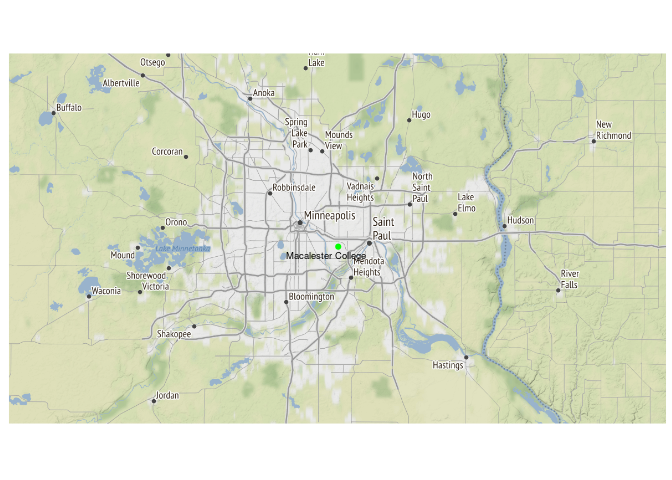 Lake
Otsego
Albertville
Anoka
Buffalo
Hugo
Spring
Lake
Park
Mounds
View
New
Richmond
Corcoran
Robbinsdale
Vadnais
Heights
North
Saint
Paul
Lake
Elmo
Minneapolis
Saint
Paul
Orono
Hudson
Lake Minnetonka
Mound
Macalester College
Mendota
Heights
Shorewood
Victoria
River
Falls
Waconia
Bloomington
Shakopee
Hastings
Jordan